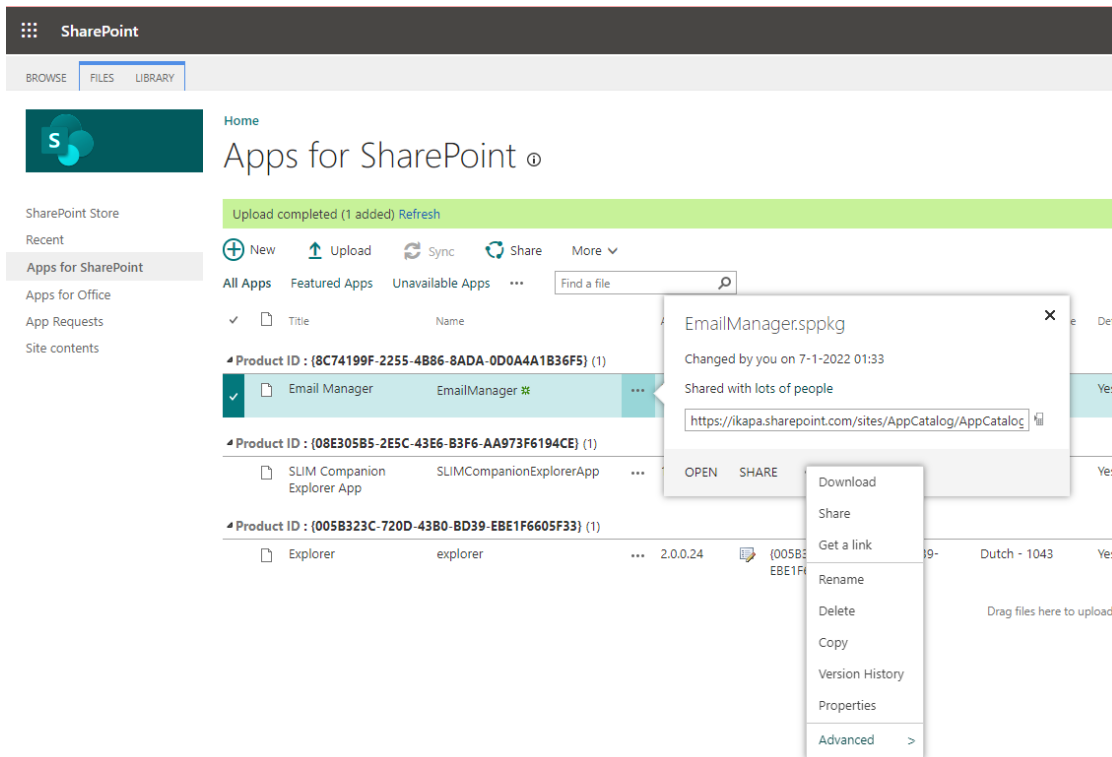 SharePoint
BROWSE FILES LIBRARY
S
Home
Apps for SharePoint
SharePoint Store
Recent
Apps for SharePoint
Apps for Office
App Requests
Site contents
Upload completed (1 added) Refresh
New Upload Sync Share More
All Apps Featured Apps Unavailable Apps ••• Find a file
Title Name
Product ID : {8C74199F-2255-4B86-8ADA-0D0A4A1B36F5} (1)
Email Manager EmailManager ••• Yes
Product ID : {08E305B5-2E5C-43E6-B3F6-AA973F6194CE} (1)
SLIM Companion SLIMCompanionExplorerApp •••
Explorer App
Product ID : {005B323C-720D-43B0-BD39-EBE1F6605F33} (1)
Explorer explorer ••• 2.0.0.24 Dutch - 1043
Drag files here to upload
EmailManager.sppkg
Changed by you on 7-1-2022 01:33
Shared with lots of people
https://ikapa.sharepoint.com/sites/AppCatalog/AppCatalog
OPEN SHARE
Download
Share
Get a link
Rename
Delete
Copy
Version History
Properties
Advanced >